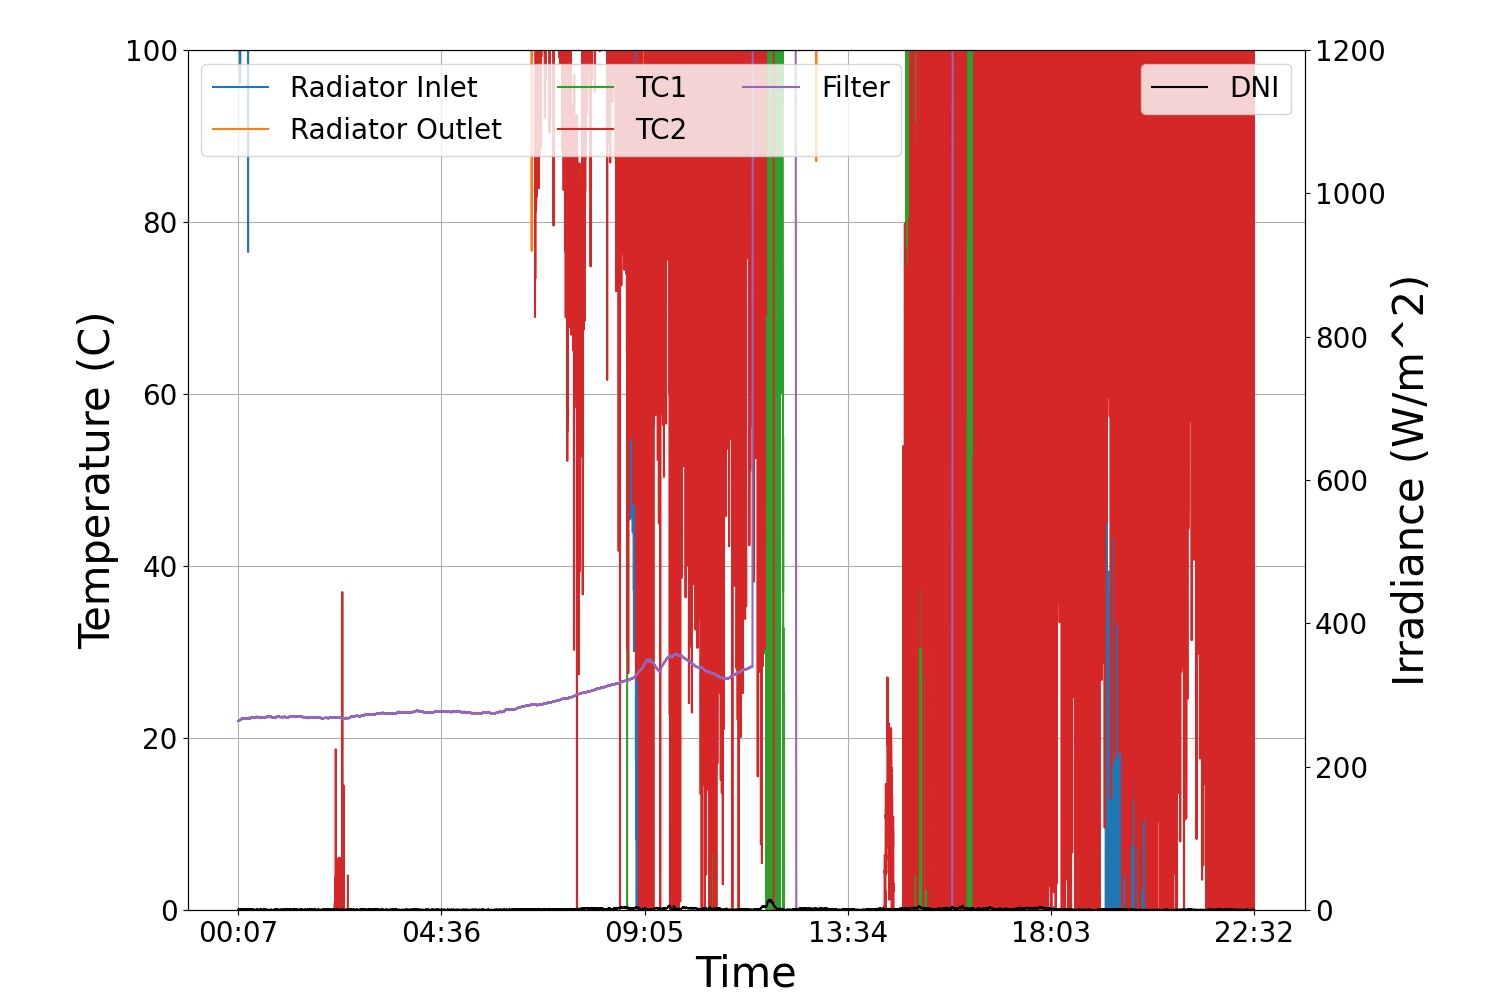 100
80
60
40
20
0
Temperature (C)
Radiator Inlet
Radiator Outlet
TC1
TC2
Filter
DNI
1200
1000
800
600
400
200
0
Irradiance (W/m^2)
00:07
04:36
09:05
13:34
18:03
22:32
Time